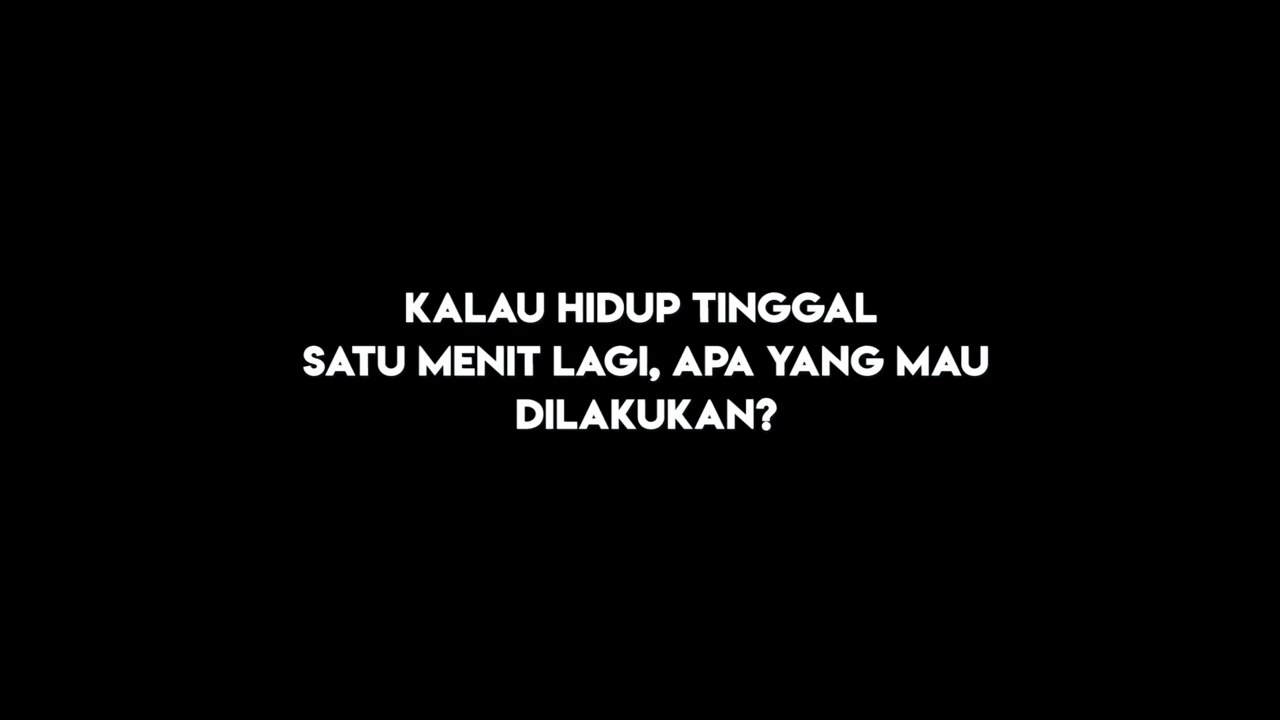 KALAU HIDUP TINGGAL
SATU MENIT LAGI, APA YANG MAU
DILAKUKAN?